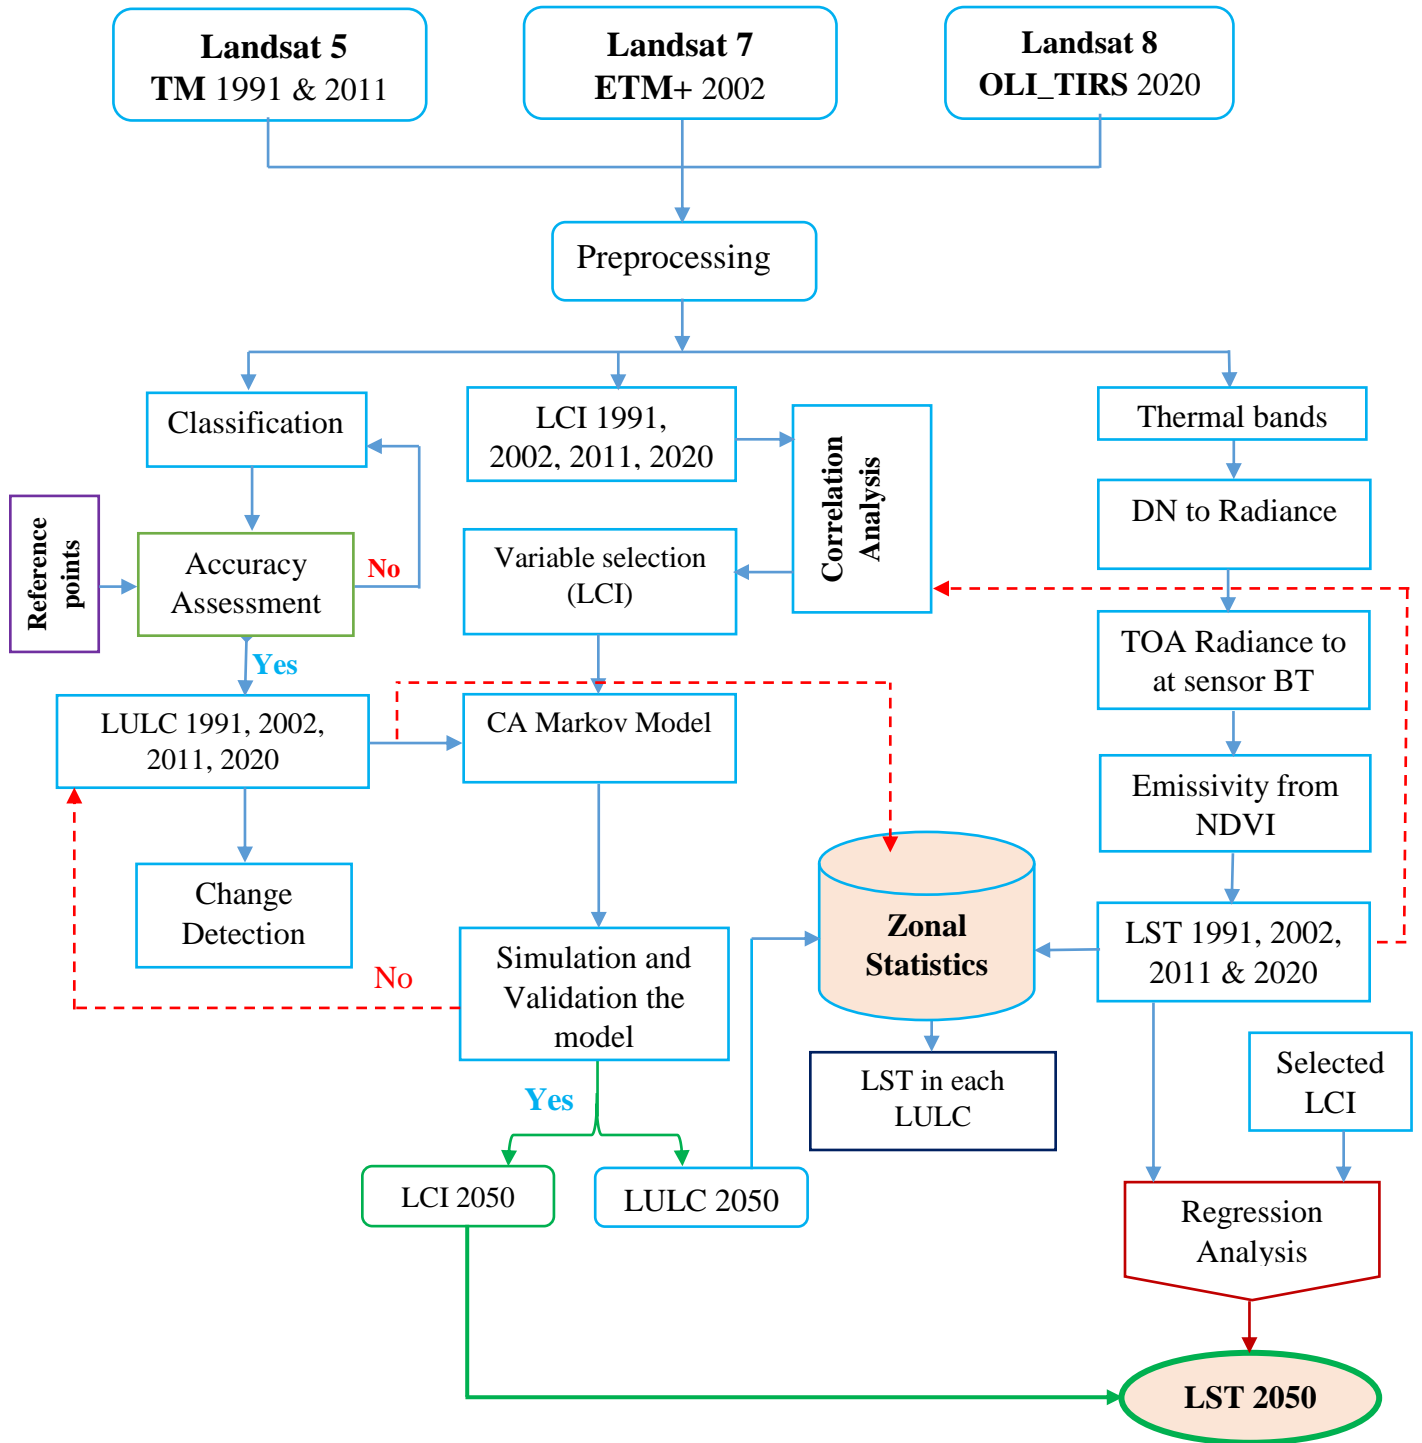 Landsat 5
TM 1991 & 2011
Landsat 7
ETM+ 2002
Landsat 8
OLI_TIRS 2020
Preprocessing
Classification
LCI 1991,
2002, 2011, 2020
Correlation
Analysis
Thermal bands
Reference
points
Accuracy
Assessment
No
Variable selection
(LCI)
DN to Radiance
Yes
TOA Radiance to
at sensor BT
LULC 1991, 2002,
2011, 2020
CA Markov Model
Emissivity from
NDVI
Change
Detection
Zonal
Statistics
LST 1991, 2002,
2011 & 2020
No
Simulation and
Validation the
model
LST in each
LULC
Selected
LCI
Yes
LCI 2050
LULC 2050
Regression
Analysis
LST 2050